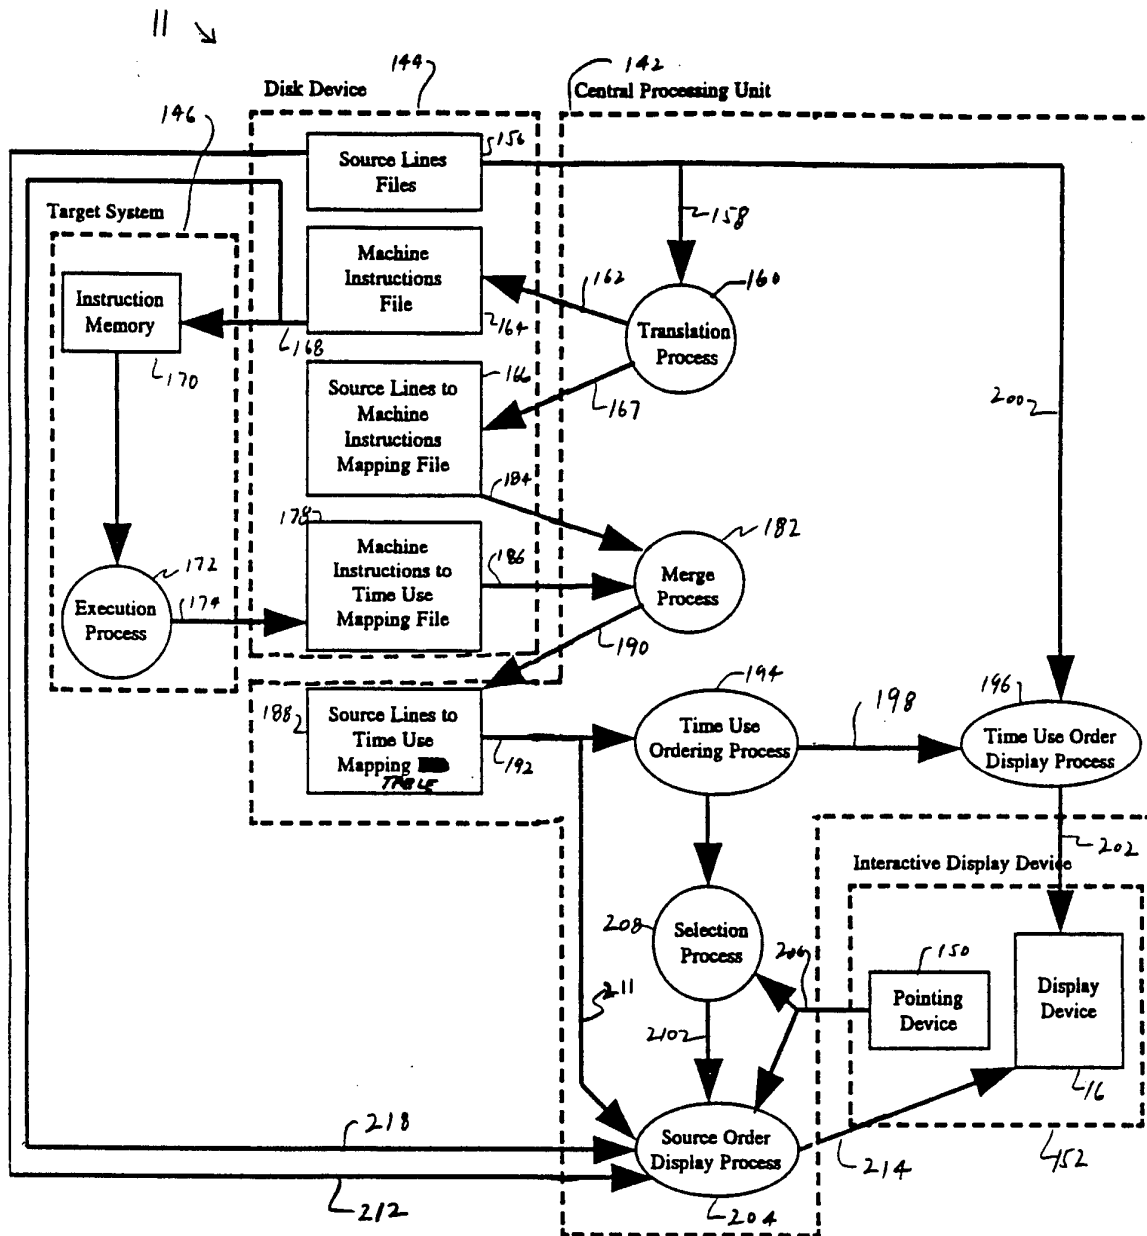 11
144
142
Disk Device
Central Processing Unit
146
156
Source Lines
Files
158
Target System
Machine
Instructions
File
162
160
164
Instruction
Memory
Translation
Process
168
170
166
167
Source Lines to
Machine
Instructions
Mapping File
200
184
178
182
Machine
Instructions to
Time Use
Mapping File
186
Merge
Process
172
174
Execution
Process
190
194
196
188
Source Lines to
Time Use
Mapping
TABLE
192
Time Use
Ordering Process
198
Time Use Order
Display Process
202
Interactive Display Device
208
Selection
Process
206
150
Pointing
Device
Display
Device
211
210
16
218
Source Order
Display Process
214
152
212
204